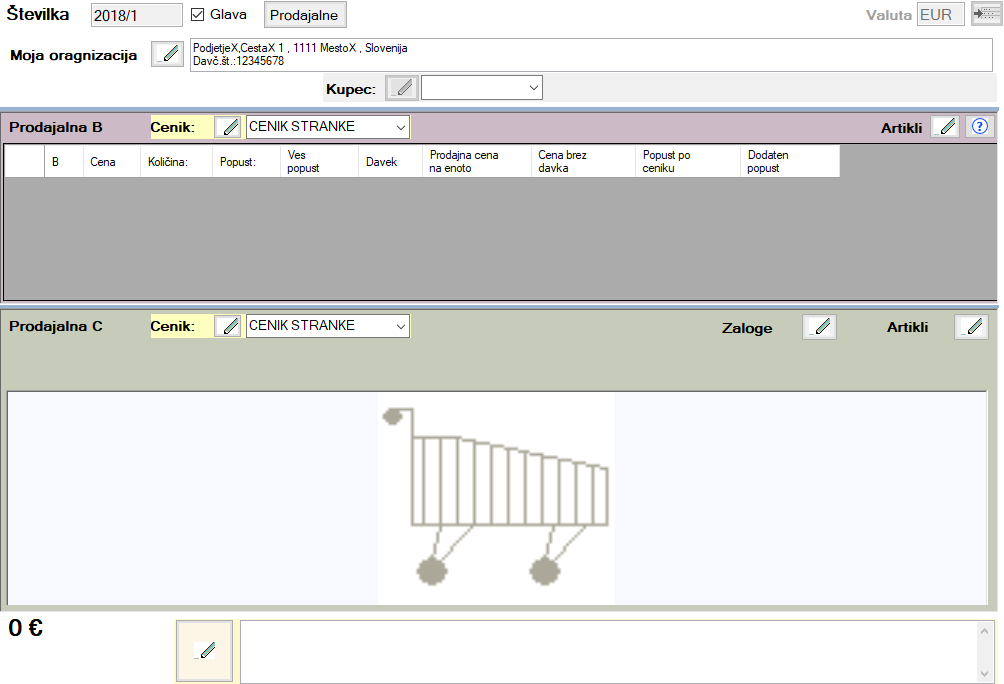 Številka 2018/1 Glava Prodajalne Valuta EUR
Moja oragnizacija PodjetjeX,CestaX 1 , 1111 MestoX , Slovenija
Davč.št.:12345678
Kupec:
Prodajalna B Cenik: CENIK STRANKE Artikli ?
B Cena Količina: Popust: Ves popust Davek Prodajna cena na enoto Cena brez davka Popust po ceniku Dodaten popust
Prodajalna C Cenik: CENIK STRANKE Zaloge Artikli
0 €